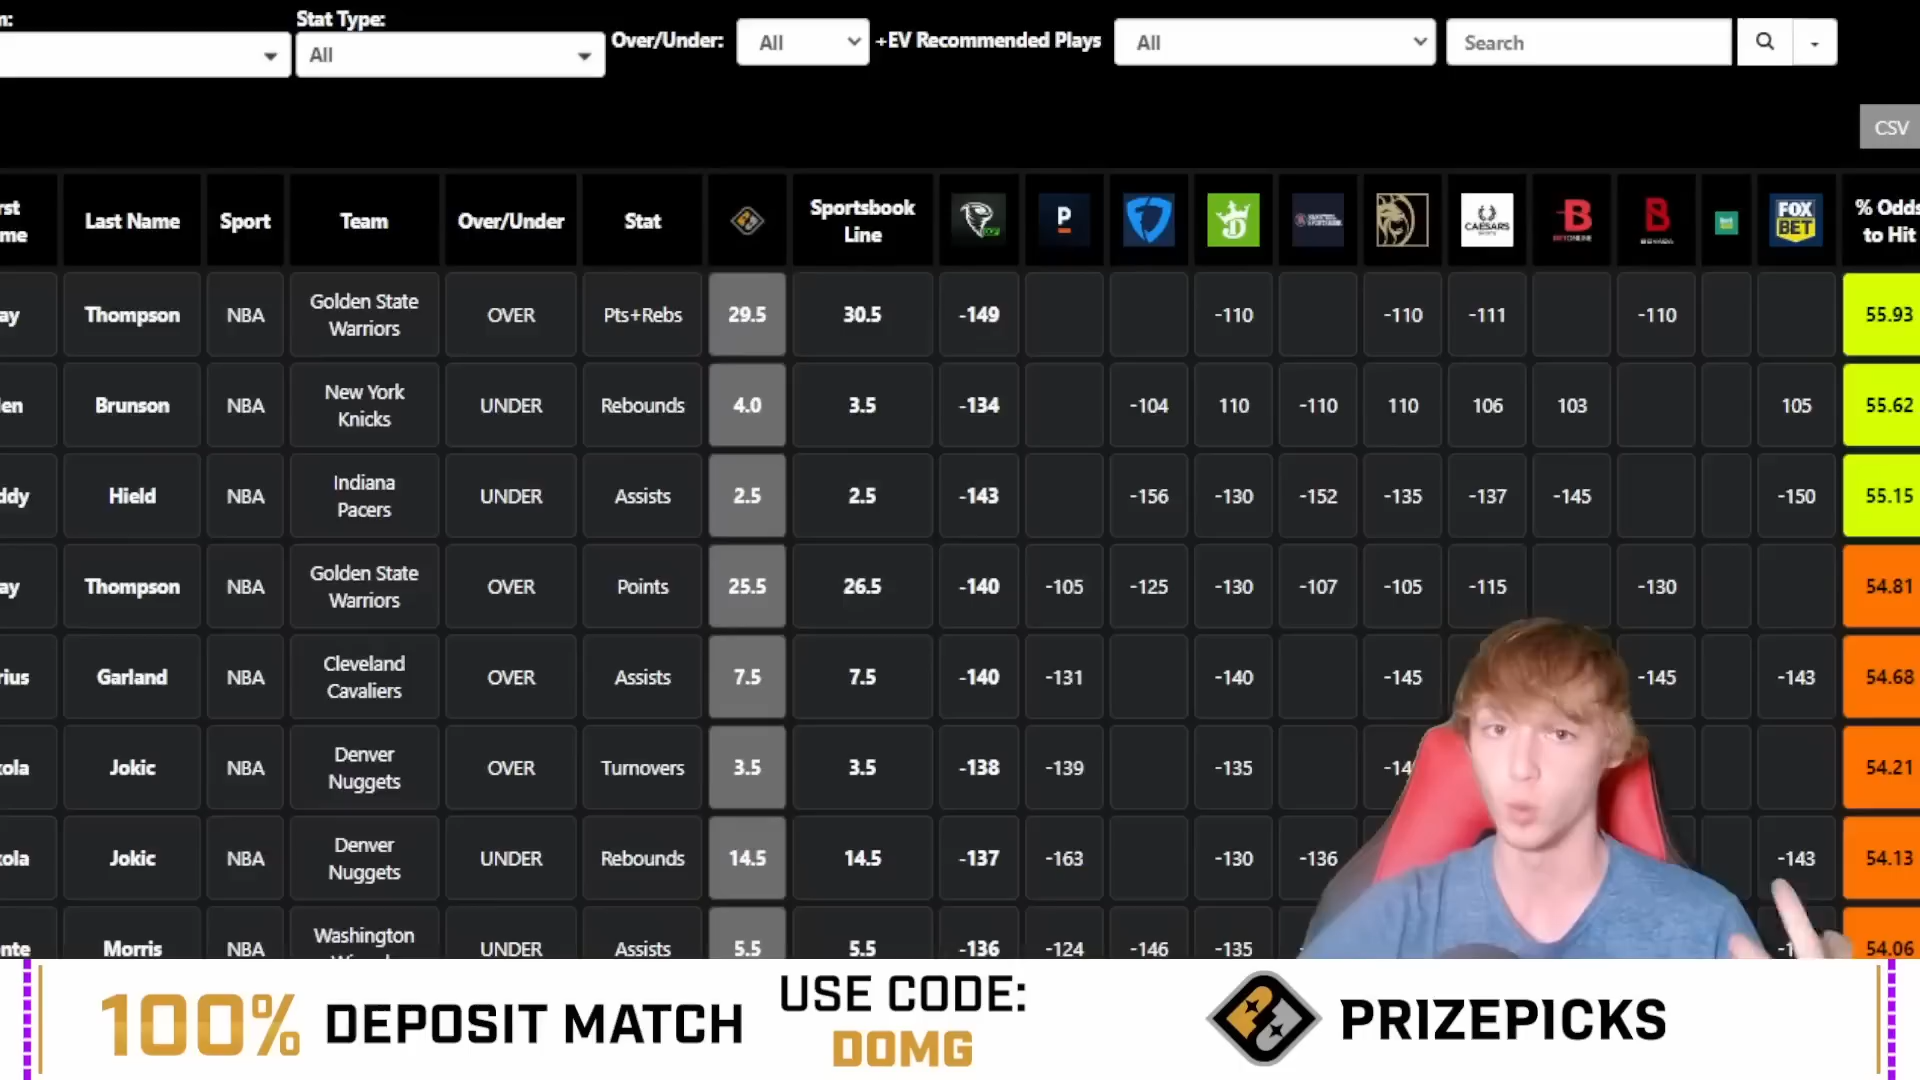 Stat Type:
All
Over/Under:
All
+EV Recommended Plays
All
Search
CSV
Last Name
Sport
Team
Over/Under
Stat
Sportsbook
Line
P
CAESARS
B
B
FOX
BET
% Odds
to Hit
Thompson NBA Golden State Warriors OVER Pts+Rebs 29.5 30.5 -149 -110 -110 -111 -110 55.93
Brunson NBA New York Knicks UNDER Rebounds 4.0 3.5 -134 -104 110 -110 110 106 103 105 55.62
Hield NBA Indiana Pacers UNDER Assists 2.5 2.5 -143 -156 -130 -152 -135 -137 -145 -150 55.15
Thompson NBA Golden State Warriors OVER Points 25.5 26.5 -140 -105 -125 -130 -107 -105 -115 -130 54.81
Garland NBA Cleveland Cavaliers OVER Assists 7.5 7.5 -140 -131 -140 -145 -145 -143 54.68
Jokic NBA Denver Nuggets OVER Turnovers 3.5 3.5 -138 -139 -135 54.21
Jokic NBA Denver Nuggets UNDER Rebounds 14.5 14.5 -137 -163 -130 -136 -143 54.13
Morris NBA Washington UNDER Assists 5.5 5.5 -136 -124 -146 -135 54.06
100% DEPOSIT MATCH
USE CODE:
DOMG
PRIZEPICKS